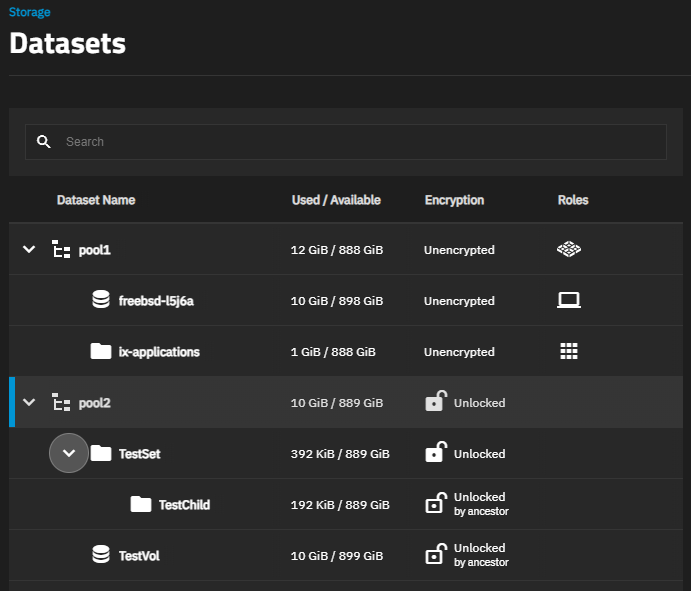 Storage
Datasets
Search
Dataset Name Used / Available Encryption Roles
pool1 12 GiB / 888 GiB Unencrypted
freebsd-l5j6a 10 GiB / 898 GiB Unencrypted
ix-applications 1 GiB / 888 GiB Unencrypted
pool2 10 GiB / 889 GiB Unlocked
TestSet 392 KiB / 889 GiB Unlocked
TestChild 192 KiB / 889 GiB Unlocked
by ancestor
TestVol 10 GiB / 899 GiB Unlocked
by ancestor